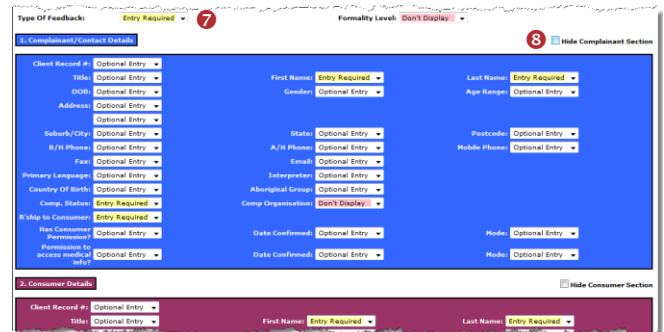 Type Of Feedback: Entry Required 7 Formality Level: Don't Display
1. Complainant/Contact Details 8 Hide Complainant Section
Client Record #: Optional Entry
Title: Optional Entry First Name: Entry Required Last Name: Entry Required
DOB: Optional Entry Gender: Optional Entry Age Range: Optional Entry
Address: Optional Entry
Optional Entry
Suburb/City: Optional Entry State: Optional Entry Postcode: Optional Entry
B/H Phone: Optional Entry A/H Phone: Optional Entry Mobile Phone: Optional Entry
Fax: Optional Entry Email: Optional Entry
Primary Language: Optional Entry Interpreter: Optional Entry
Country Of Birth: Optional Entry Aboriginal Group: Optional Entry
Comp. Status: Entry Required Comp Organisation: Don't Display
R'ship to Consumer: Entry Required
Has Consumer Permission? Optional Entry Date Confirmed: Optional Entry Mode: Optional Entry
Permission to access medical info? Optional Entry Date Confirmed: Optional Entry Mode: Optional Entry
2. Consumer Details Hide Consumer Section
Client Record #: Optional Entry
Title: Optional Entry First Name: Entry Required Last Name: Entry Required